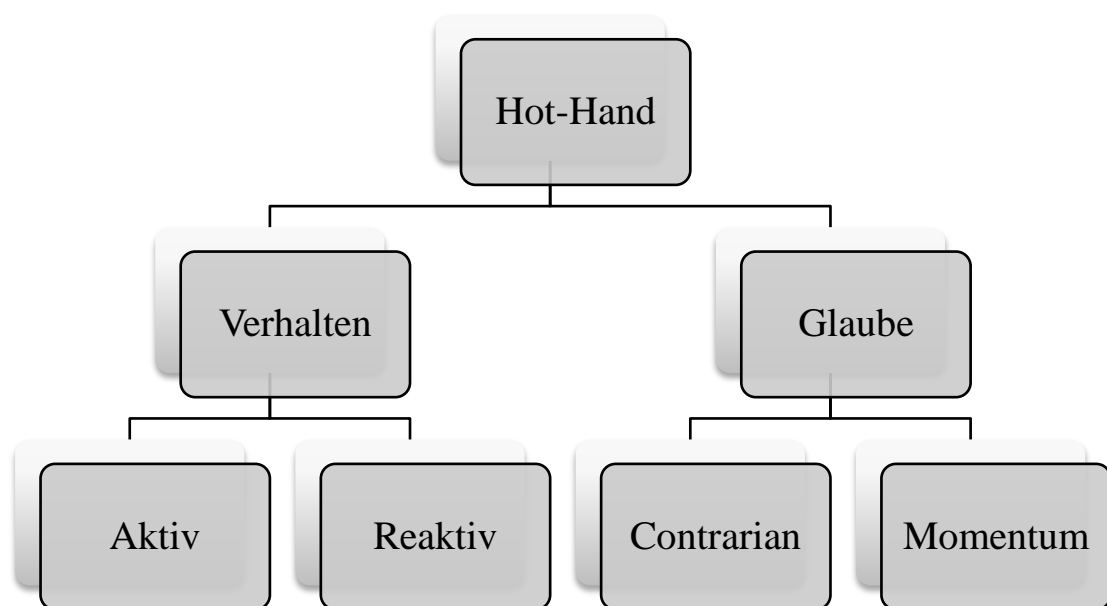 Hot-Hand
Verhalten
Glaube
Aktiv
Reaktiv
Contrarian
Momentum